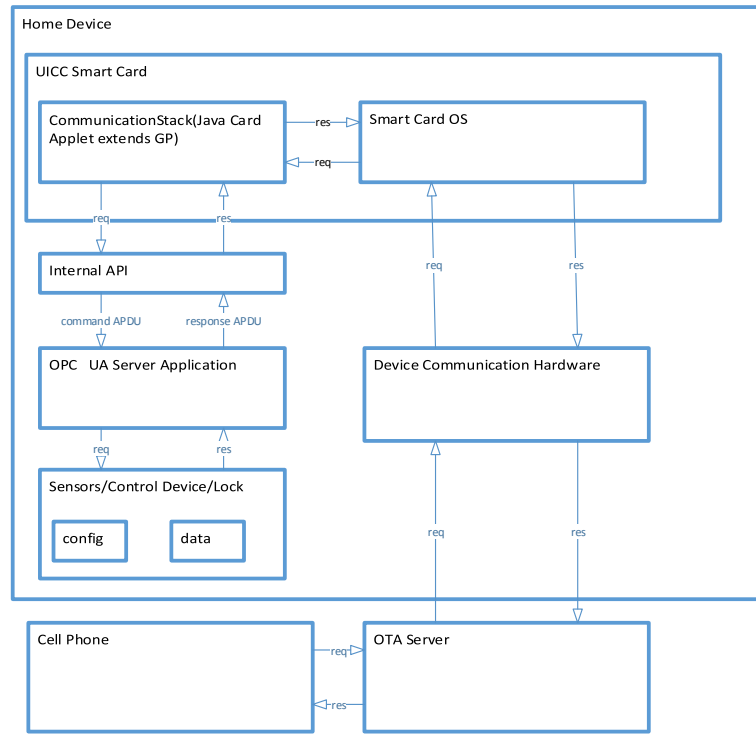 Home Device
UICC Smart Card
CommunicationStack(Java Card
Applet extends GP)
res
req
Smart Card OS
req
res
Internal API
req
res
command APDU
response APDU
OPC   UA Server Application
Device Communication Hardware
req
res
Sensors/Control Device/Lock
config
data
req
res
Cell Phone
req
res
OTA Server